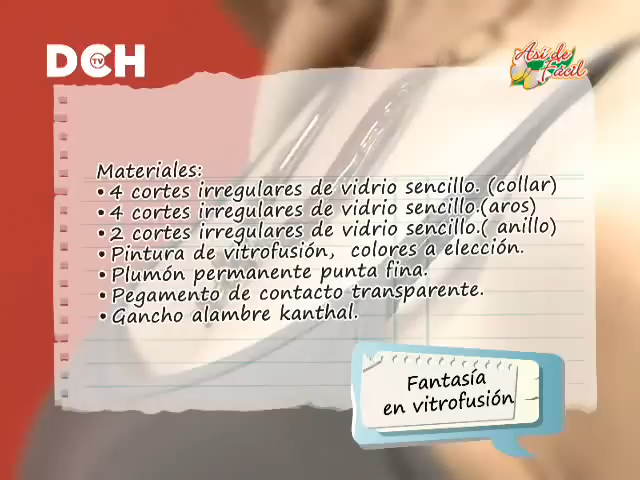 DCH
TV
Así de
Fácil
Materiales:
• 4 cortes irregulares de vidrio sencillo. (collar)
• 4 cortes irregulares de vidrio sencillo.(aros)
• 2 cortes irregulares de vidrio sencillo.( anillo)
• Pintura de vitrofusión, colores a elección.
• Plumón permanente punta fina.
• Pegamento de contacto transparente.
• Gancho alambre kanthal.
Fantasía
en vitrofusión